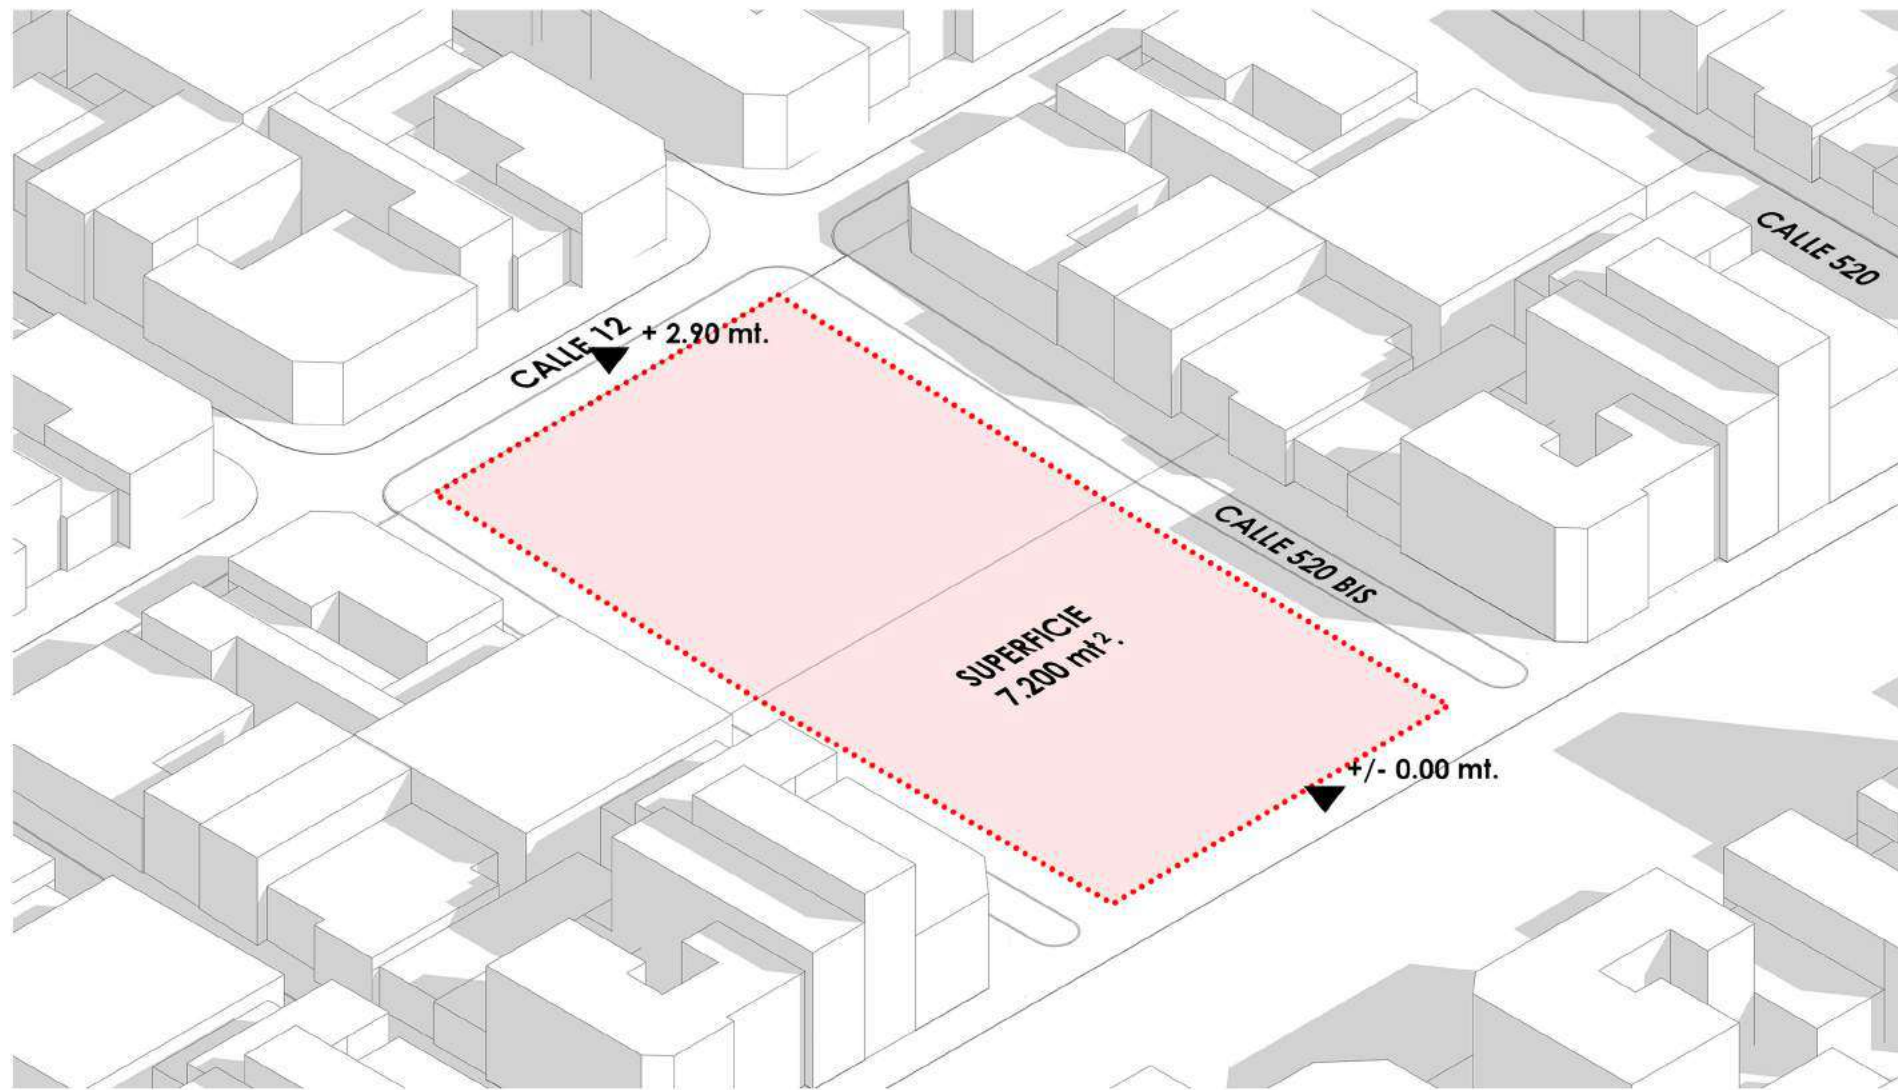 CALLE 520
CALLE 12
+ 2.90 mt.
CALLE 520 BIS
SUPERFICIE
7.200 mt².
+/- 0.00 mt.